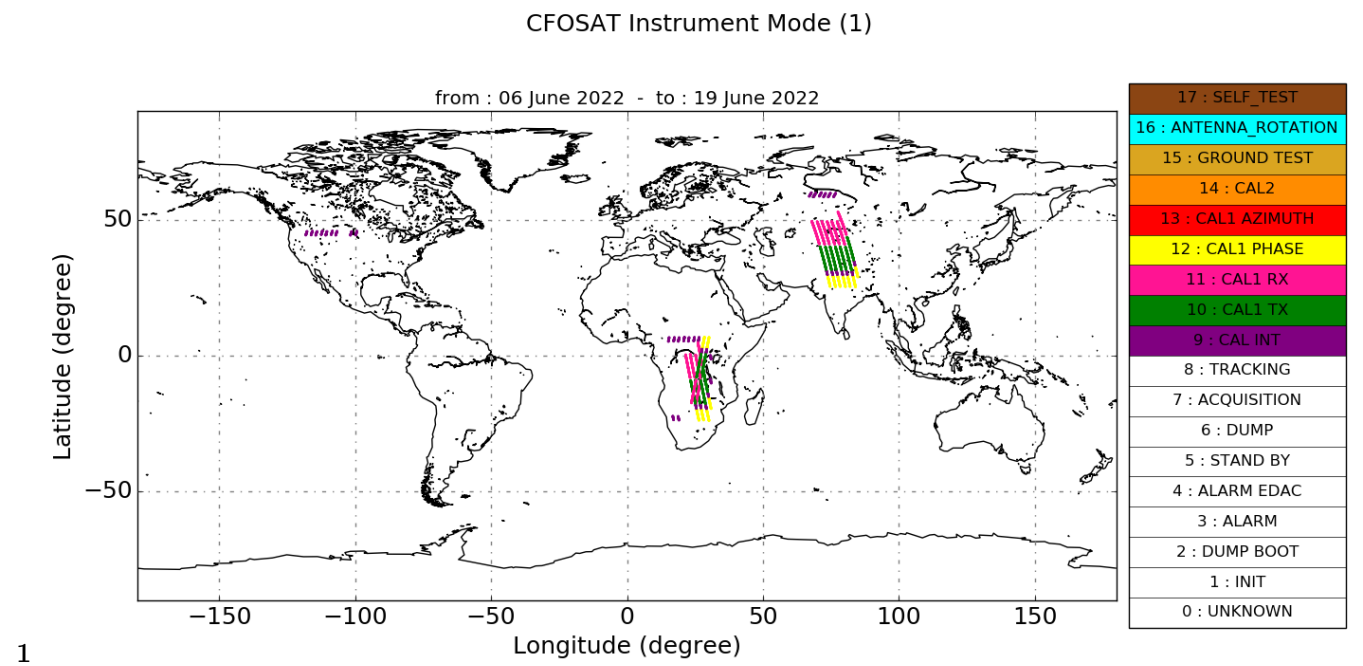 CFOSAT Instrument Mode (1)
from : 06 June 2022 - to : 19 June 2022
17 : SELF_TEST
16 : ANTENNA_ROTATION
15 : GROUND TEST
14 : CAL2
13 : CAL1 AZIMUTH
12 : CAL1 PHASE
11 : CAL1 RX
10 : CAL1 TX
9 : CAL INT
8 : TRACKING
7 : ACQUISITION
6 : DUMP
5 : STAND BY
4 : ALARM EDAC
3 : ALARM
2 : DUMP BOOT
1 : INIT
0 : UNKNOWN
Latitude (degree)
50
0
−50
−150 −100 −50 0 50 100 150
Longitude (degree)
1